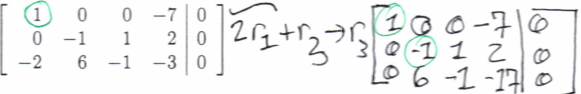 1 0 0 -7 | 0
0 -1 1 2 | 0
-2 6 -1 -3 | 0
2r₁+r₃→r₃
1 0 0 -7 | 0
0 -1 1 2 | 0
0 6 -1 -17 | 0